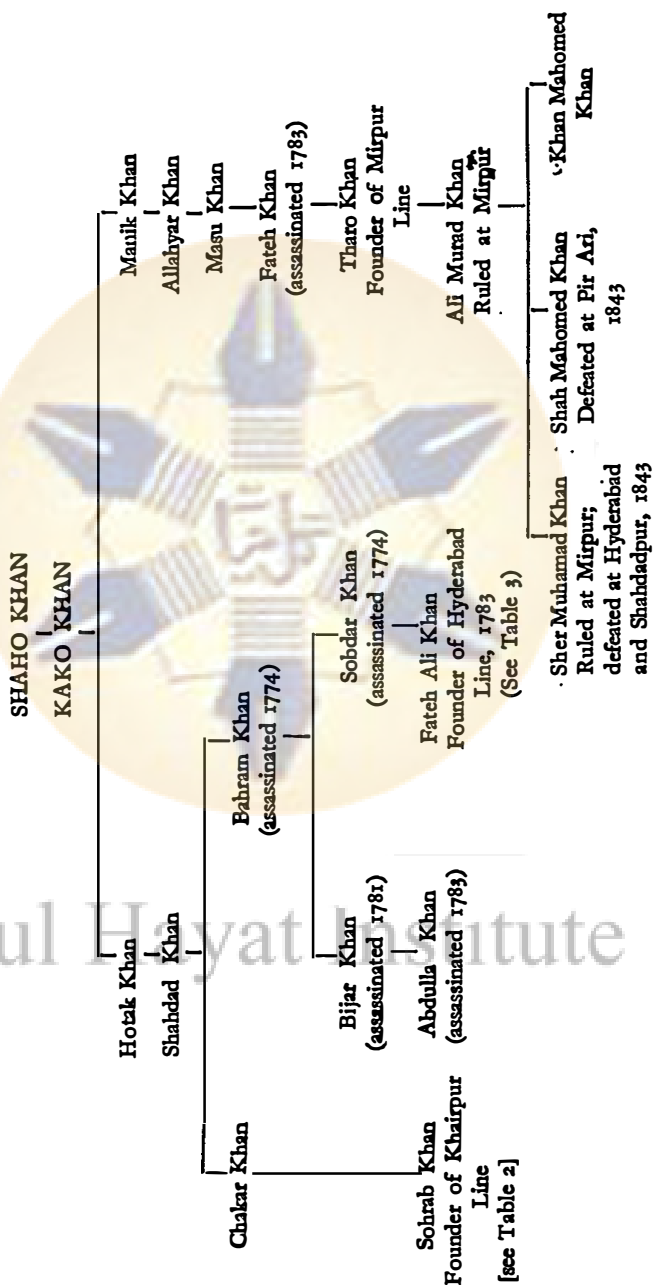 SHAHO KHAN
KAKO KHAN
Hotak Khan
Shahdad Khan
Chakar Khan
Sohrab Khan
Founder of Khairpur
Line
[see Table 2]
Bahram Khan
(assassinated 1774)
Bijar Khan
(assassinated 1781)
Abdulla Khan
(assassinated 1783)
Sobdar Khan
(assassinated 1774)
Fateh Ali Khan
Founder of Hyderabad
Line, 1783
(See Table 3)
Manik Khan
Allahyar Khan
Masu Khan
Fateh Khan
(assassinated 1783)
Tharo Khan
Founder of Mirpur
Line
Ali Murad Khan
Ruled at Mirpur
Sher Muhamad Khan
Ruled at Mirpur;
defeated at Hyderabad
and Shahdadpur, 1843
Shah Mahomed Khan
Defeated at Pir Ari,
1843
Khan Mahomed
Khan
ul Hayat Institute